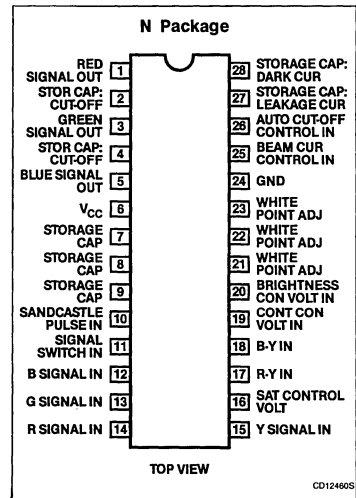 N Package
RED
SIGNAL OUT 1
STOR CAP:
CUT-OFF 2
GREEN
SIGNAL OUT 3
STOR CAP:
CUT-OFF 4
BLUE SIGNAL
OUT 5
VCC 6
STORAGE
CAP 7
STORAGE
CAP 8
STORAGE
CAP 9
SANDCASTLE
PULSE IN 10
SIGNAL
SWITCH IN 11
B SIGNAL IN 12
G SIGNAL IN 13
R SIGNAL IN 14
28 STORAGE CAP:
DARK CUR
27 STORAGE CAP:
LEAKAGE CUR
26 AUTO CUT-OFF
CONTROL IN
25 BEAM CUR
CONTROL IN
24 GND
23 WHITE
POINT ADJ
22 WHITE
POINT ADJ
21 WHITE
POINT ADJ
20 BRIGHTNESS
CON VOLT IN
19 CONT CON
VOLT IN
18 B-Y IN
17 R-Y IN
16 SAT CONTROL
VOLT
15 Y SIGNAL IN
TOP VIEW
CD12460S